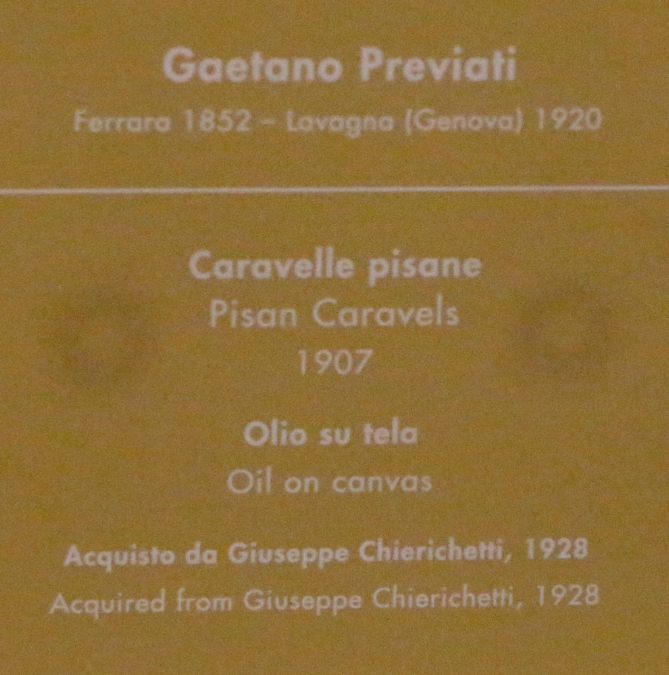 Gaetano Previati
Ferrara 1852 – Lavagna (Genova) 1920
Caravelle pisane
Pisan Caravels
1907
Olio su tela
Oil on canvas
Acquisto da Giuseppe Chierichetti, 1928
Acquired from Giuseppe Chierichetti, 1928